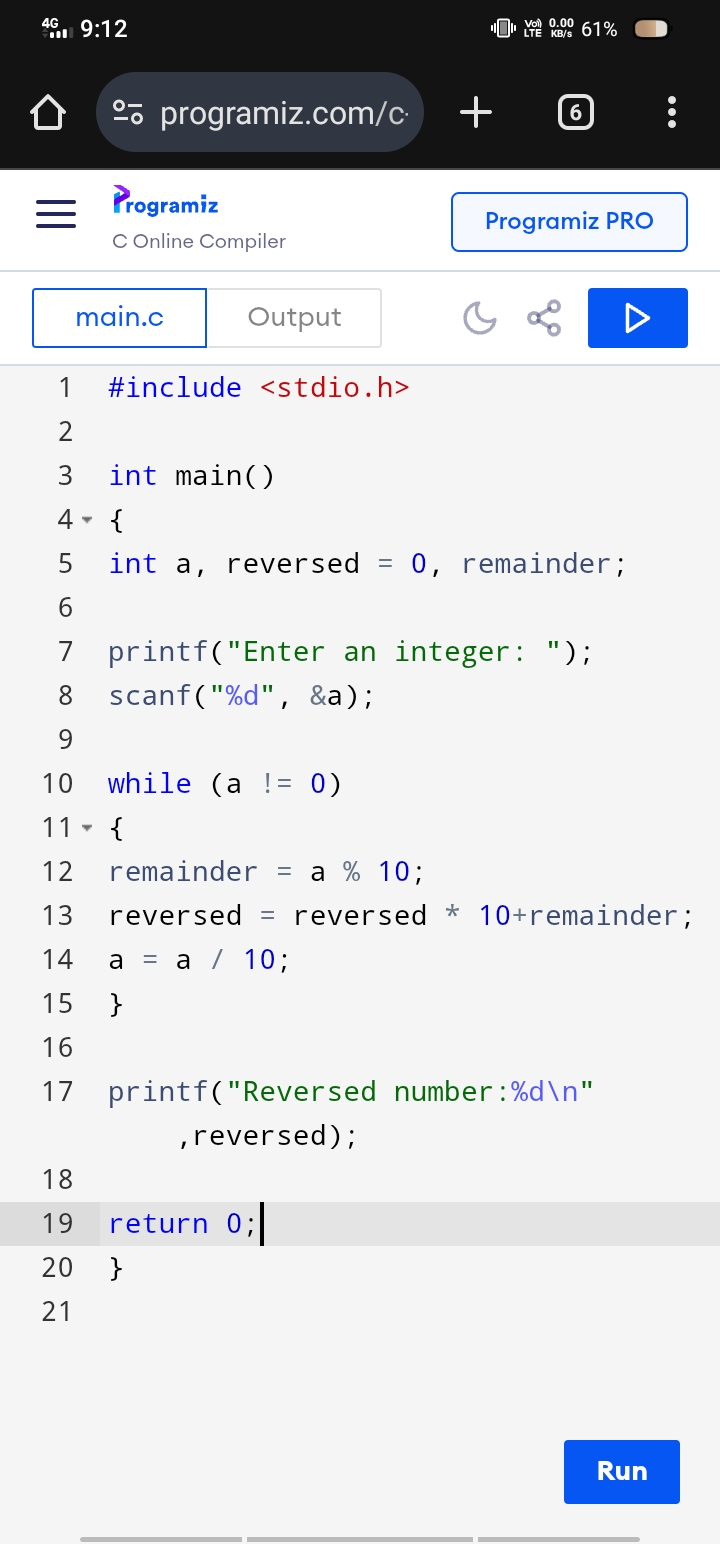 4G 9:12 Vo) LTE 0.00 KB/s 61%
programiz.com/c
6
Programiz
C Online Compiler
Programiz PRO
main.c
Output
1 #include <stdio.h>
2
3 int main()
4 {
5 int a, reversed = 0, remainder;
6
7 printf("Enter an integer: ");
8 scanf("%d", &a);
9
10 while (a != 0)
11 {
12 remainder = a % 10;
13 reversed = reversed * 10+remainder;
14 a = a / 10;
15 }
16
17 printf("Reversed number:%d\n"
,reversed);
18
19 return 0;
20 }
21
Run